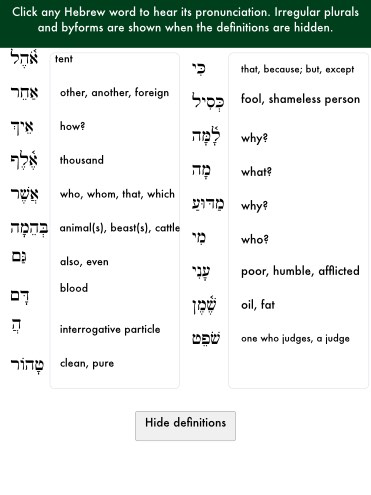 Click any Hebrew word to hear its pronunciation. Irregular plurals
and byforms are shown when the definitions are hidden.
אֹ֫הֶל tent
אַחֵר other, another, foreign
אֵיךְ how?
אֶ֫לֶף thousand
אֲשֶׁר who, whom, that, which
בְּהֵמָה animal(s), beast(s), cattle
גַּם also, even
דָּם blood
הֲ interrogative particle
טָהוֹר clean, pure
כִּי that, because; but, except
כְּסִיל fool, shameless person
לָ֫מָּה why?
מָה what?
מַדּוּעַ why?
מִי who?
עָנִי poor, humble, afflicted
שֶׁ֫מֶן oil, fat
שֹׁפֵט one who judges, a judge
Hide definitions